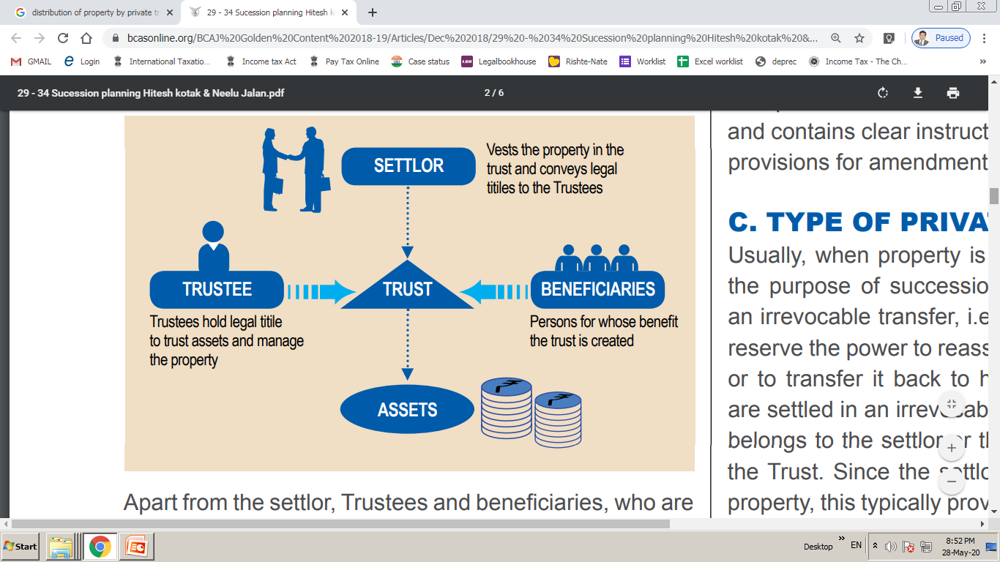 distribution of property by private tr
29 - 34 Sucession planning Hitesh k
bcasonline.org/BCAJ%20Golden%20Content%202018-19/Articles/Dec%202018/29%20-%2034%20Sucession%20planning%20Hitesh%20kotak%20&...
Paused
GMAIL
Login
International Taxatio...
Income tax Act
Pay Tax Online
Case status
Legalbookhouse
Rishte-Nate
Worklist
Excel worklist
deprec
Income Tax - The Ch...
»
29 - 34 Sucession planning Hitesh kotak & Neelu Jalan.pdf
2 / 6
SETTLOR
Vests the property in the
trust and conveys legal
titiles to the Trustees
TRUSTEE
TRUST
BENEFICIARIES
Trustees hold legal titile
to trust assets and manage
the property
Persons for whose benefit
the trust is created
ASSETS
Apart from the settlor, Trustees and beneficiaries, who are
and contains clear instruct
provisions for amendment
C. TYPE OF PRIVA
Usually, when property is
the purpose of successio
an irrevocable transfer, i.e
reserve the power to reass
or to transfer it back to h
are settled in an
belongs to the settlor or
the Trust. Since the
property, this typically prov
Start
Desktop
»
EN
8:52 PM
28-May-20